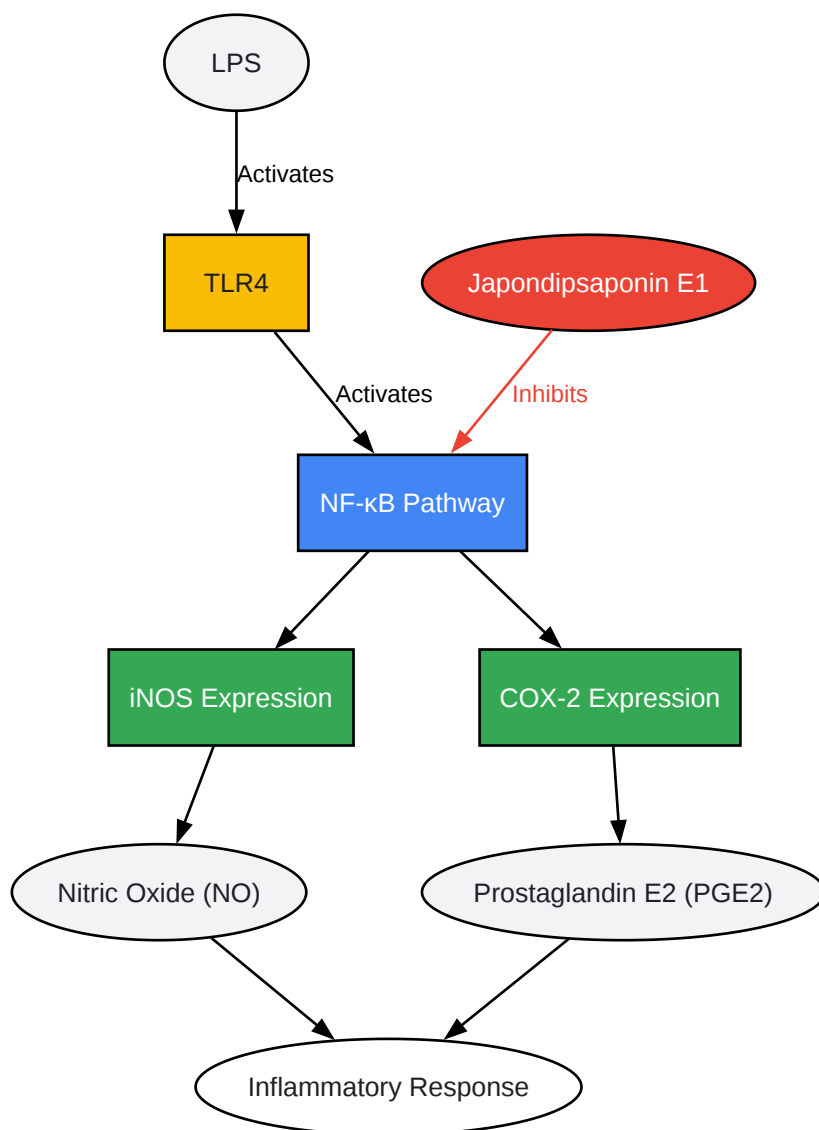 LPS
Activates
TLR4
Japondipsaponin E1
Activates
Inhibits
NF-κB Pathway
iNOS Expression
COX-2 Expression
Nitric Oxide (NO)
Prostaglandin E2 (PGE2)
Inflammatory Response